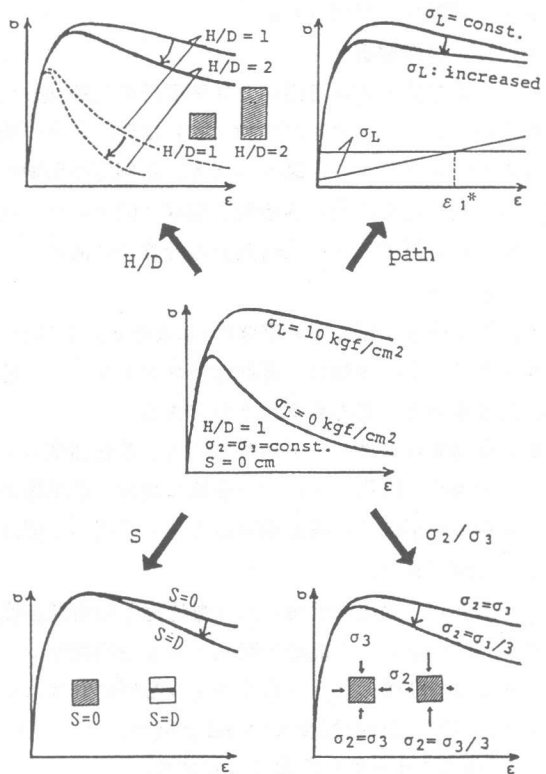 σ
H/D=1
H/D=2
H/D=1
H/D=2
ε
σ
σL=const.
σL: increased
σL
ε1*
ε
H/D
path
σ
σL=10 kgf/cm2
σL=0 kgf/cm2
H/D=1
σ2=σ3=const.
S=0 cm
ε
S
σ2/σ3
σ
S=0
S=D
S=0
S=D
ε
σ
σ2=σ3
σ2=σ3/3
σ3
σ2
σ2=σ3
σ2=σ3/3
ε